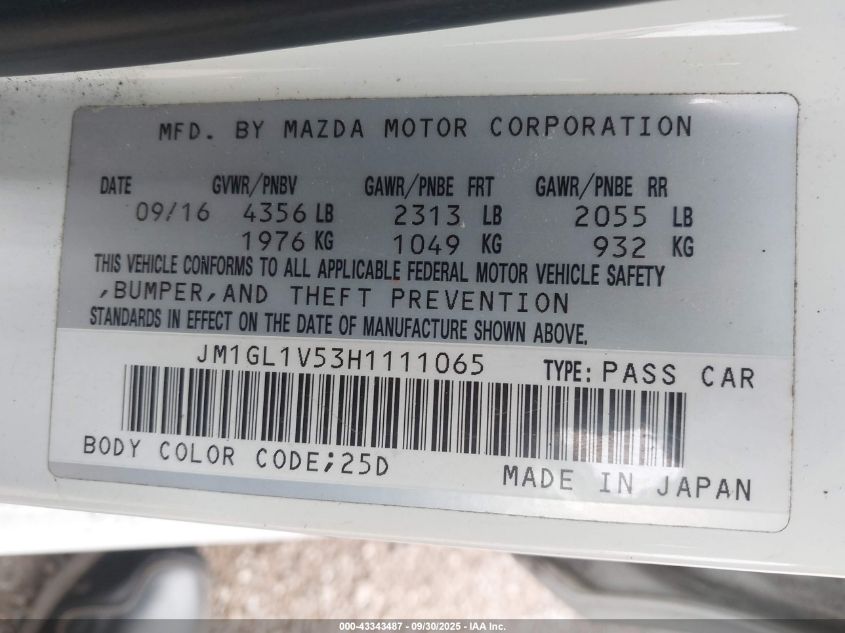 MFD. BY MAZDA MOTOR CORPORATION
DATE GVWR/PNBV GAWR/PNBE FRT GAWR/PNBE RR
09/16 4356 LB 2313 LB 2055 LB
1976 KG 1049 KG 932 KG
THIS VEHICLE CONFORMS TO ALL APPLICABLE FEDERAL MOTOR VEHICLE SAFETY
,BUMPER,AND THEFT PREVENTION
STANDARDS IN EFFECT ON THE DATE OF MANUFACTURE SHOWN ABOVE.
JM1GL1V53H1111065 TYPE: PASS CAR
BODY COLOR CODE;25D MADE IN JAPAN
000-43343487 - 09/30/2025 - IAA Inc.